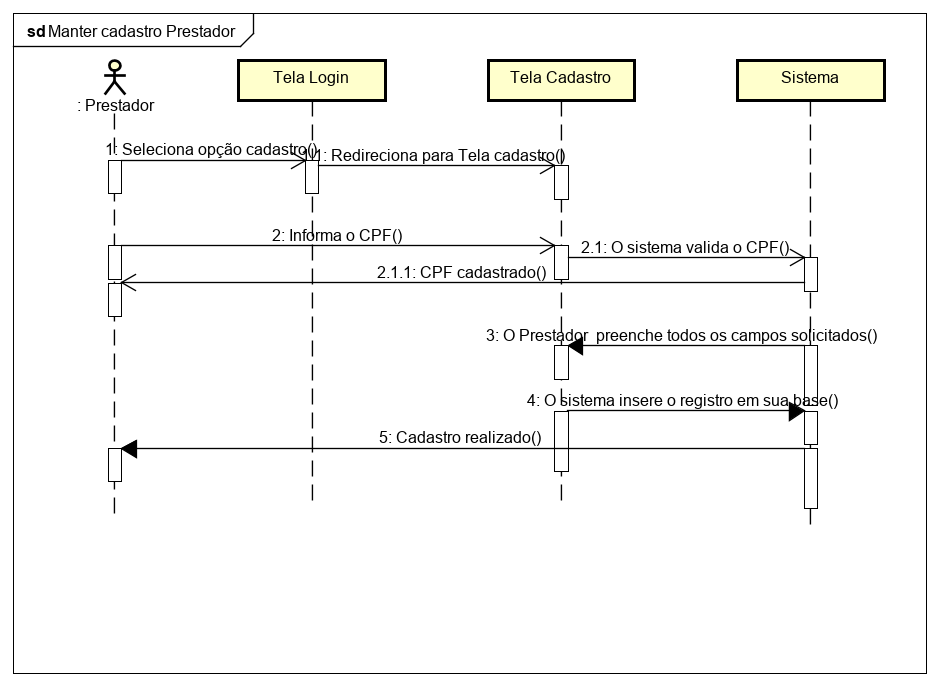 sd Manter cadastro Prestador
: Prestador
Tela Login
Tela Cadastro
Sistema
1: Seleciona opção cadastro()
1.1: Redireciona para Tela cadastro()
2: Informa o CPF()
2.1: O sistema valida o CPF()
2.1.1: CPF cadastrado()
3: O Prestador  preenche todos os campos solicitados()
4: O sistema insere o registro em sua base()
5: Cadastro realizado()